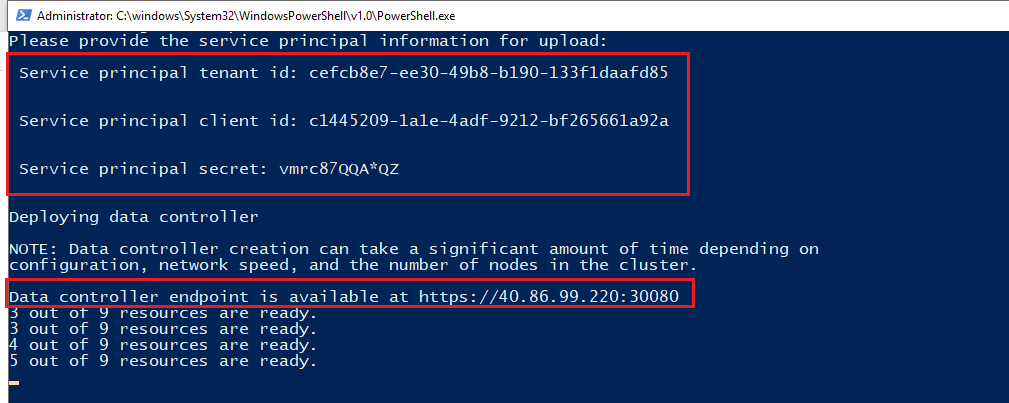 Administrator: C:\windows\System32\WindowsPowerShell\v1.0\PowerShell.exe
Please provide the service principal information for upload:
Service principal tenant id: cefcb8e7-ee30-49b8-b190-133f1daafd85
Service principal client id: c1445209-1a1e-4adf-9212-bf265661a92a
Service principal secret: vmrc87QQA*QZ
Deploying data controller
NOTE: Data controller creation can take a significant amount of time depending on
configuration, network speed, and the number of nodes in the cluster.
Data controller endpoint is available at https://40.86.99.220:30080
3 out of 9 resources are ready.
3 out of 9 resources are ready.
4 out of 9 resources are ready.
5 out of 9 resources are ready.